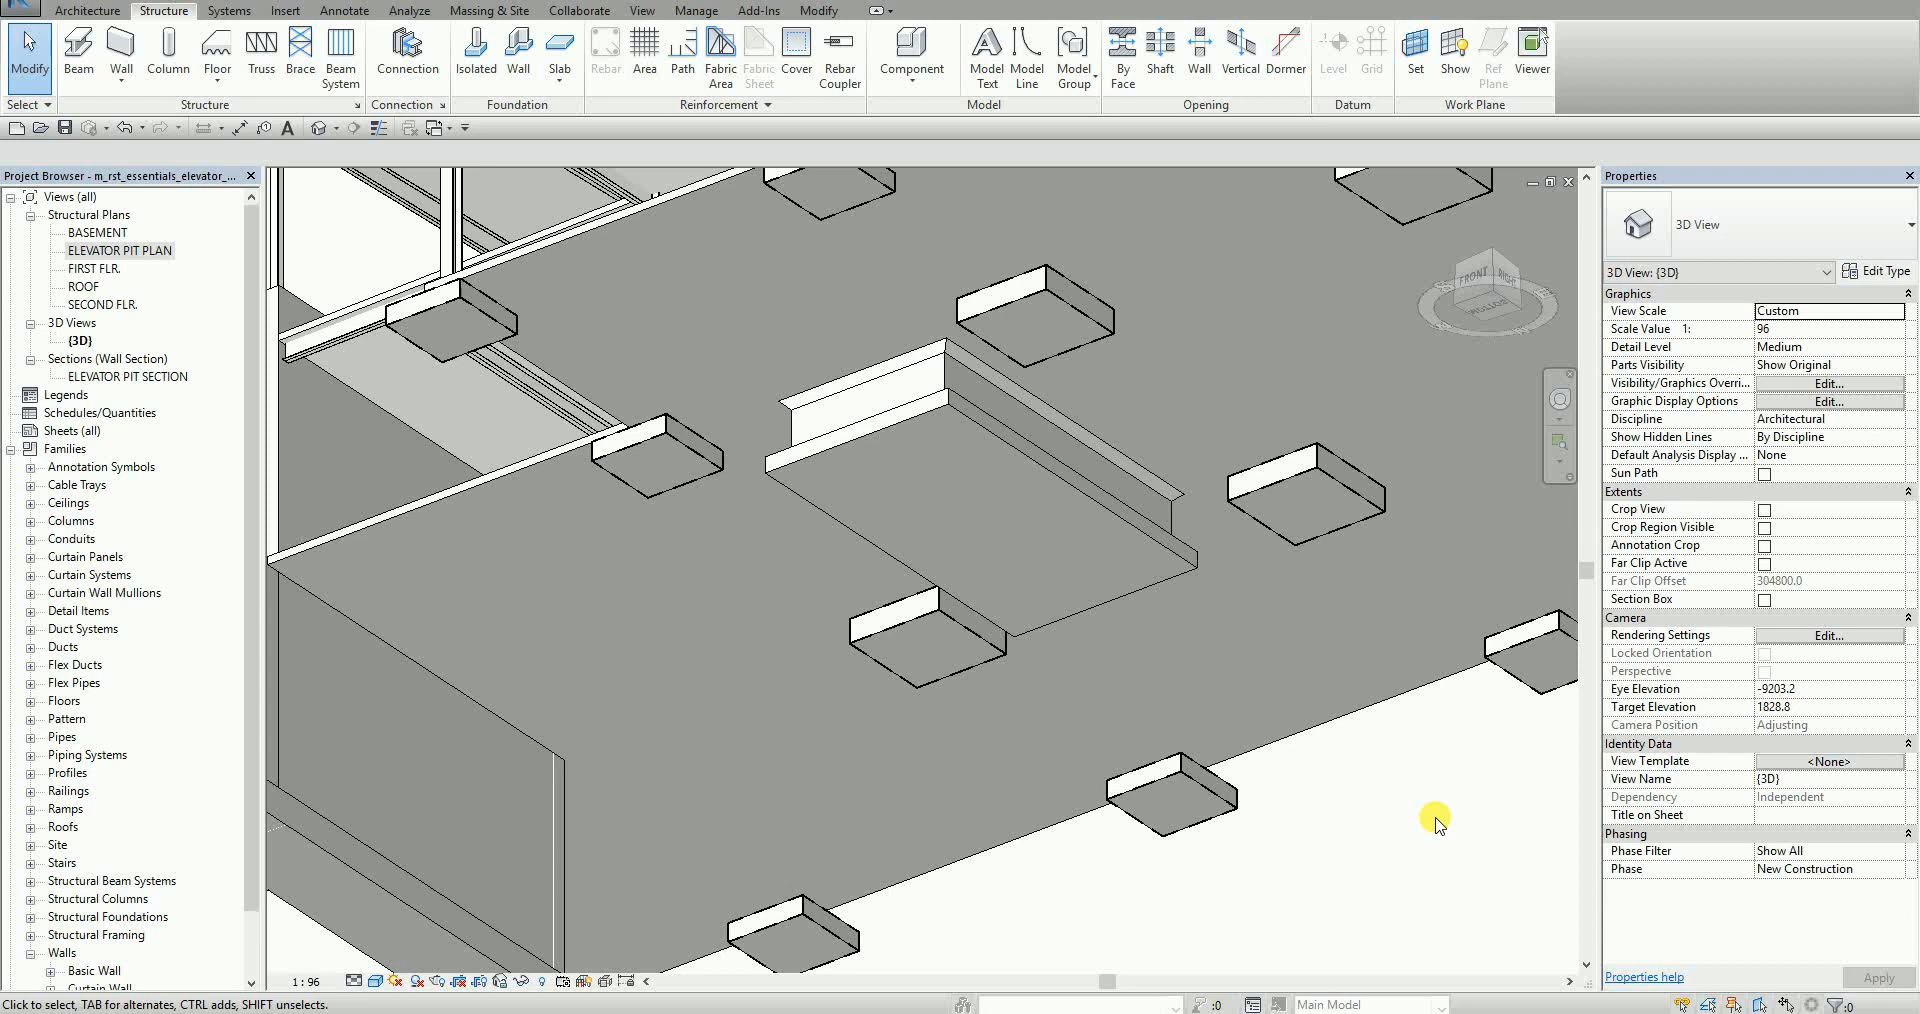 Architecture Structure Systems Insert Annotate Analyze Massing & Site Collaborate View Manage Add-Ins Modify
Modify Beam Wall Column Floor Truss Brace Beam System Connection Isolated Wall Slab Rebar Area Path Fabric Area Fabric Sheet Cover Rebar Coupler Component Model Text Model Line Model Group By Face Shaft Wall Vertical Dormer Level Grid Set Show Ref Plane Viewer
Select Structure Connection Foundation Reinforcement Model Opening Datum Work Plane
Project Browser - m_rst_essentials_elevator_...
Views (all)
Structural Plans
BASEMENT
ELEVATOR PIT PLAN
FIRST FLR.
ROOF
SECOND FLR.
3D Views
{3D}
Sections (Wall Section)
ELEVATOR PIT SECTION
Legends
Schedules/Quantities
Sheets (all)
Families
Annotation Symbols
Cable Trays
Ceilings
Columns
Conduits
Curtain Panels
Curtain Systems
Curtain Wall Mullions
Detail Items
Duct Systems
Ducts
Flex Ducts
Flex Pipes
Floors
Pattern
Pipes
Piping Systems
Profiles
Railings
Ramps
Roofs
Site
Stairs
Structural Beam Systems
Structural Columns
Structural Foundations
Structural Framing
Walls
Basic Wall
Curtain Wall
FRONT RIGHT
BOTTOM
1 : 96
Properties
3D View
3D View: {3D} Edit Type
Graphics
View Scale Custom
Scale Value 1: 96
Detail Level Medium
Parts Visibility Show Original
Visibility/Graphics Overri... Edit...
Graphic Display Options Edit...
Discipline Architectural
Show Hidden Lines By Discipline
Default Analysis Display ... None
Sun Path
Extents
Crop View
Crop Region Visible
Annotation Crop
Far Clip Active
Far Clip Offset 304800.0
Section Box
Camera
Rendering Settings Edit...
Locked Orientation
Perspective
Eye Elevation -9203.2
Target Elevation 1828.8
Camera Position Adjusting
Identity Data
View Template <None>
View Name {3D}
Dependency Independent
Title on Sheet
Phasing
Phase Filter Show All
Phase New Construction
Properties help Apply
Click to select, TAB for alternates, CTRL adds, SHIFT unselects. :0 Main Model :0